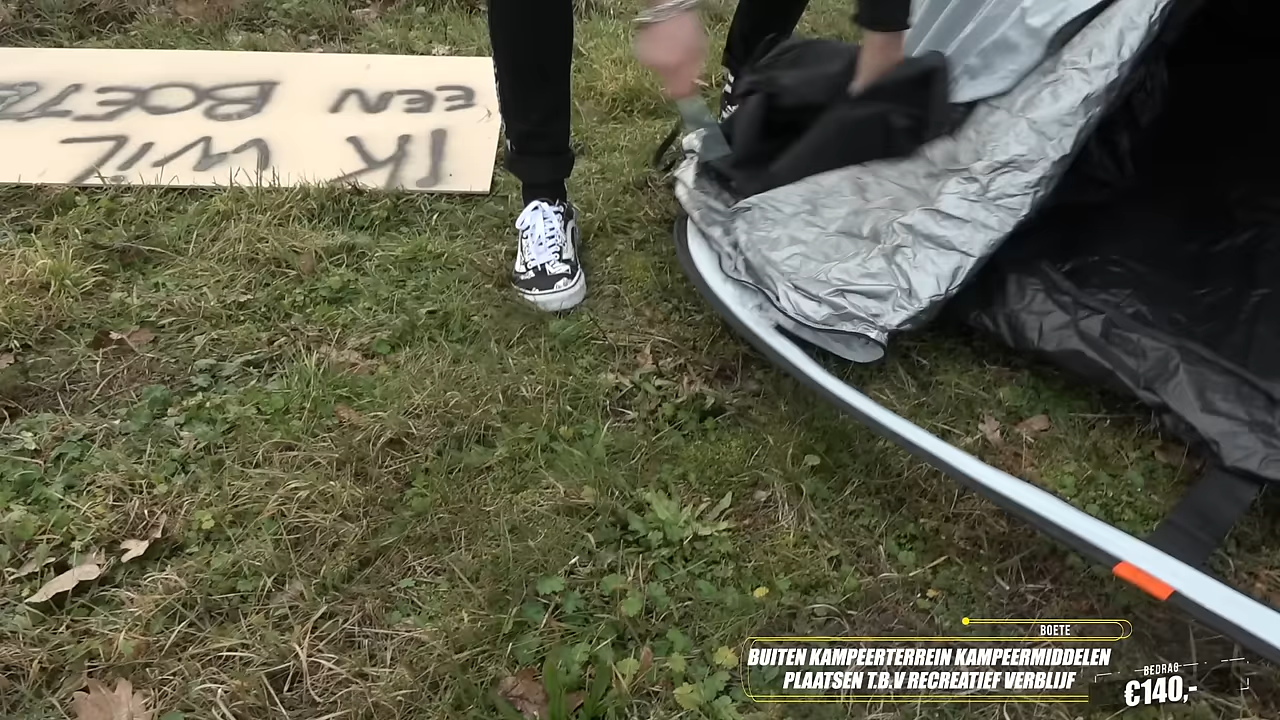 IK WIL
EEN BOETE
BOETE
BUITEN KAMPEERTERREIN KAMPEERMIDDELEN
PLAATSEN T.B.V RECREATIEF VERBLIJF
BEDRAG
€140,-